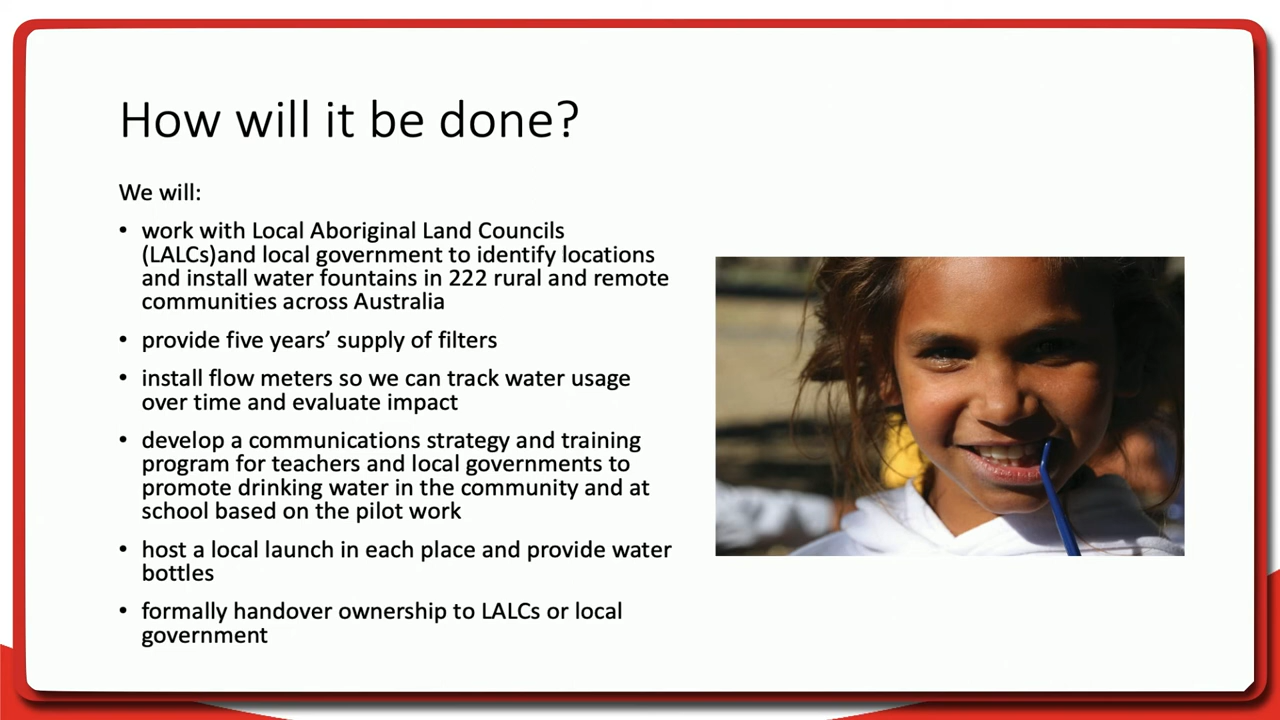 How will it be done?
We will:
• work with Local Aboriginal Land Councils
(LALCs)and local government to identify locations
and install water fountains in 222 rural and remote
communities across Australia
• provide five years’ supply of filters
• install flow meters so we can track water usage
over time and evaluate impact
• develop a communications strategy and training
program for teachers and local governments to
promote drinking water in the community and at
school based on the pilot work
• host a local launch in each place and provide water
bottles
• formally handover ownership to LALCs or local
government